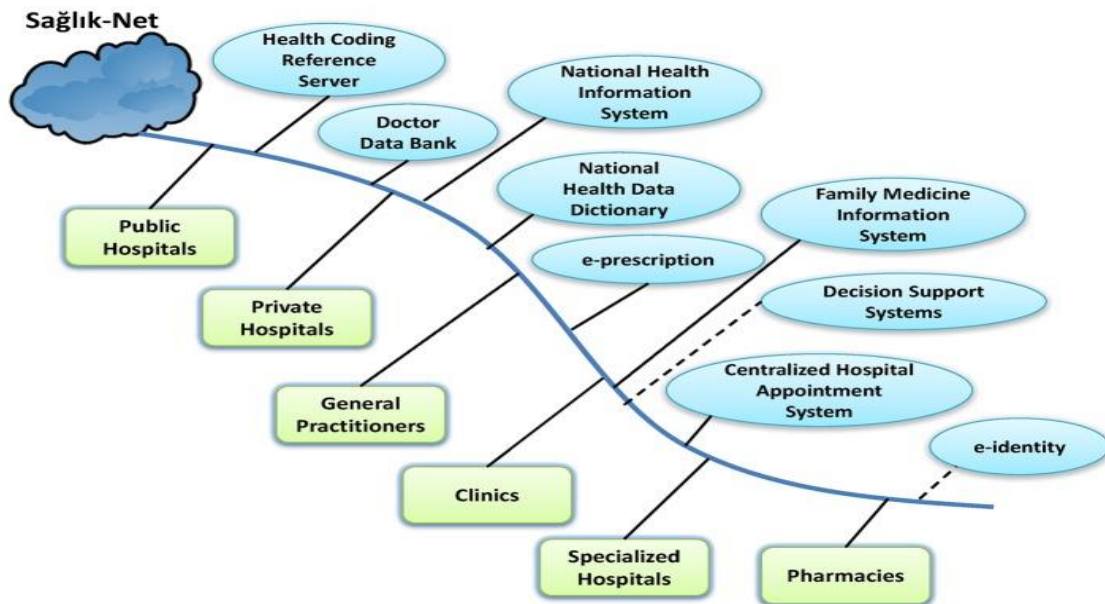 Sağlık-Net
Health Coding
Reference
Server
National Health
Information
System
Doctor
Data Bank
National
Health Data
Dictionary
Family Medicine
Information
System
Public
Hospitals
e-prescription
Private
Hospitals
Decision Support
Systems
Centralized Hospital
Appointment
System
General
Practitioners
e-identity
Clinics
Specialized
Hospitals
Pharmacies